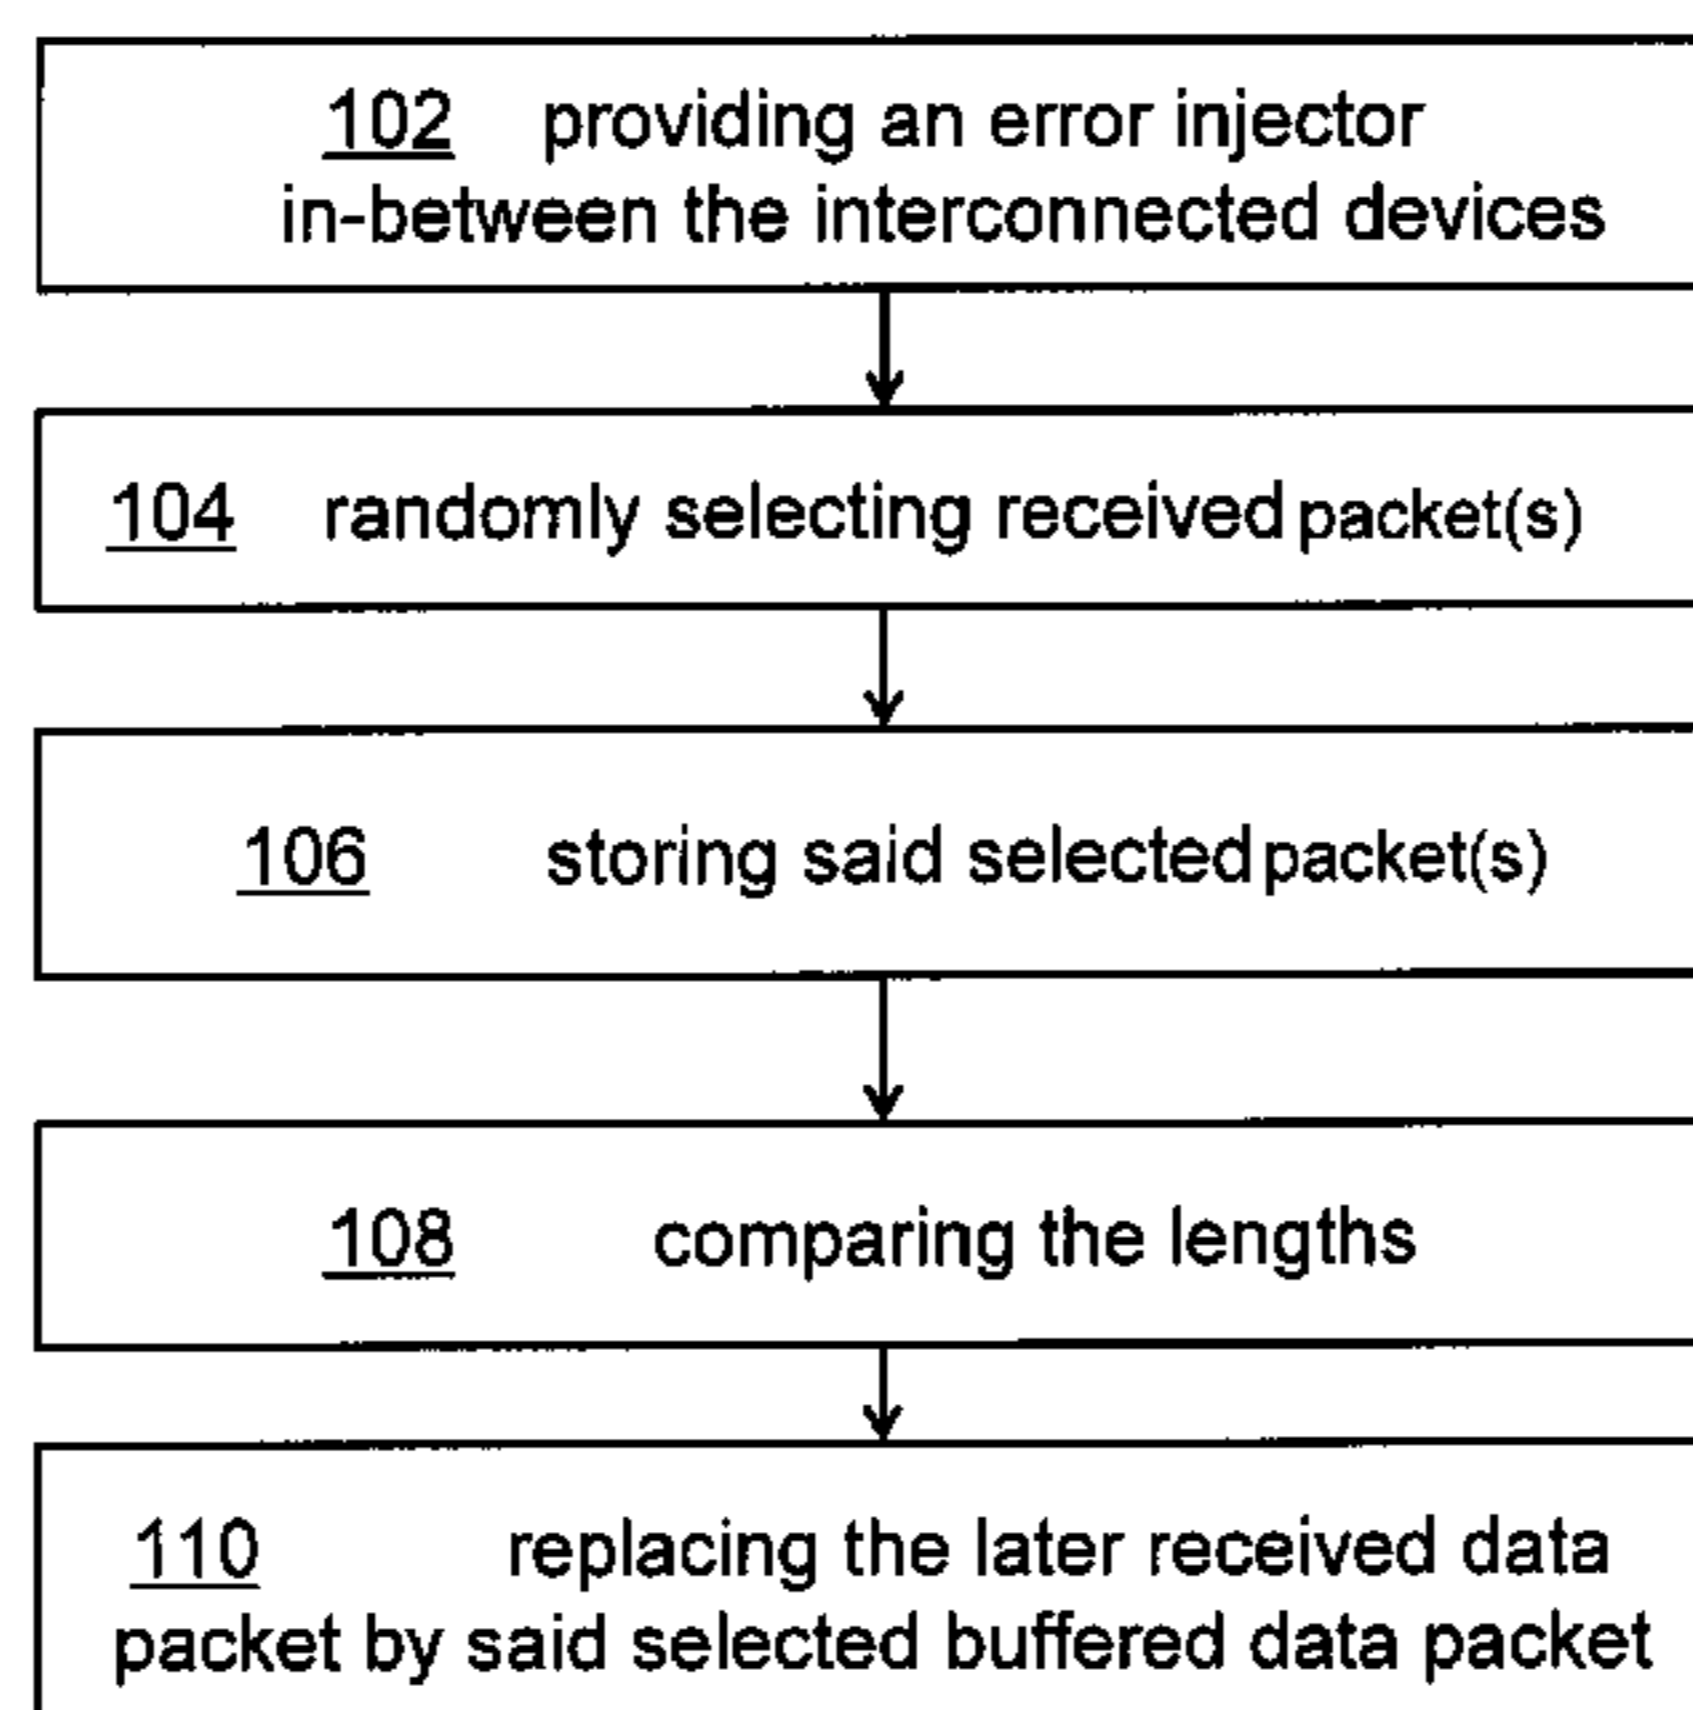 102 providing an error injector
in-between the interconnected devices
104 randomly selecting received packet(s)
106 storing said selected packet(s)
108 comparing the lengths
110 replacing the later received data
packet by said selected buffered data packet